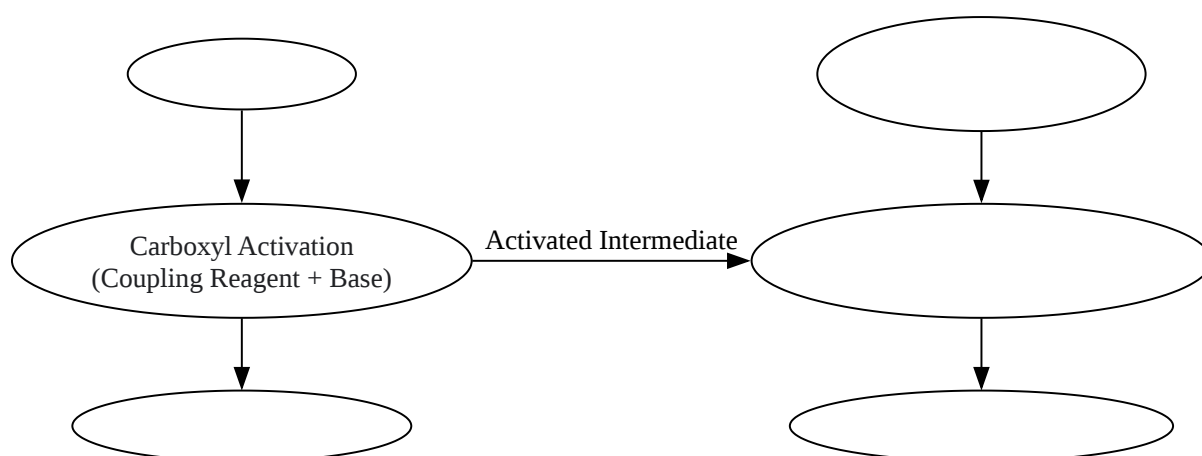 Carboxyl Activation
(Coupling Reagent + Base)
Activated Intermediate